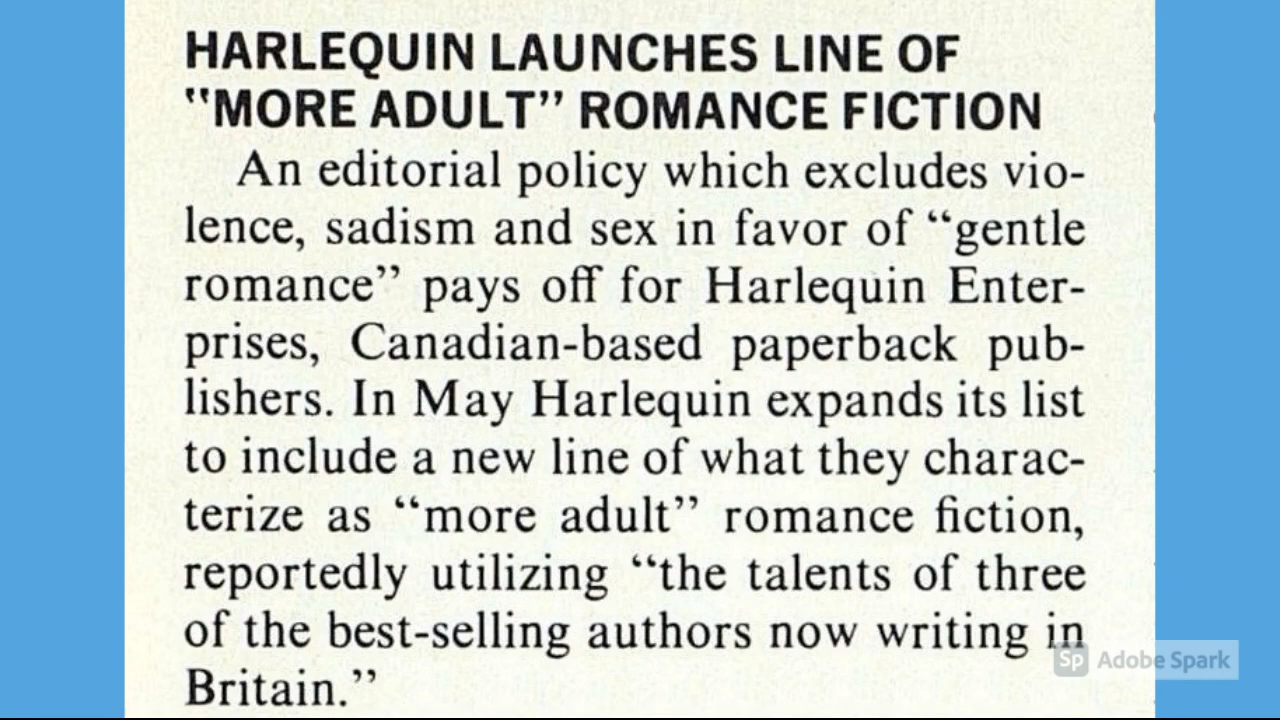 HARLEQUIN LAUNCHES LINE OF
“MORE ADULT” ROMANCE FICTION
An editorial policy which excludes vio-
lence, sadism and sex in favor of “gentle
romance” pays off for Harlequin Enter-
prises, Canadian-based paperback pub-
lishers. In May Harlequin expands its list
to include a new line of what they charac-
terize as “more adult” romance fiction,
reportedly utilizing “the talents of three
of the best-selling authors now writing in
Britain.”
Sp Adobe Spark